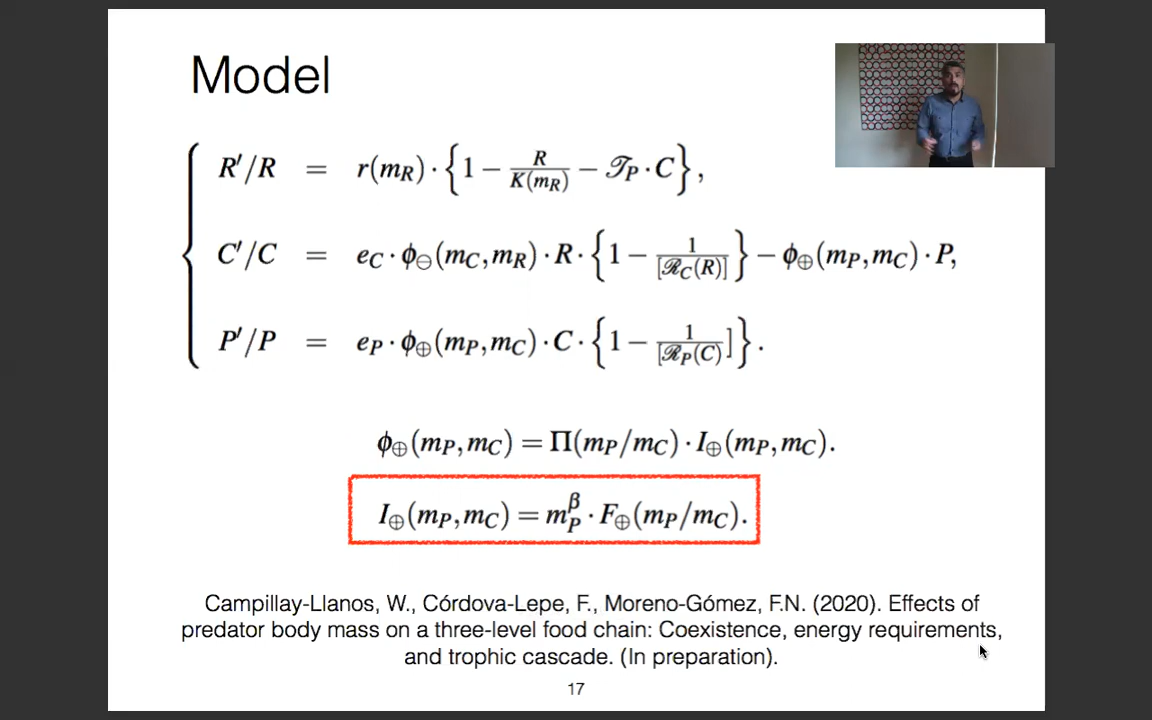 Model
R′/R = r(m_R) · {1 − R/K(m_R) − 𝒯_P · C},
C′/C = e_C · ϕ_⊖(m_C, m_R) · R · {1 − 1/[ℛ_C(R)]} − ϕ_⊕(m_P, m_C) · P,
P′/P = e_P · ϕ_⊕(m_P, m_C) · C · {1 − 1/[ℛ_P(C)]}.
ϕ_⊕(m_P, m_C) = Π(m_P/m_C) · I_⊕(m_P, m_C).
I_⊕(m_P, m_C) = m_P^β · F_⊕(m_P/m_C).
Campillay-Llanos, W., Córdova-Lepe, F., Moreno-Gómez, F.N. (2020). Effects of
predator body mass on a three-level food chain: Coexistence, energy requirements,
and trophic cascade. (In preparation).
17